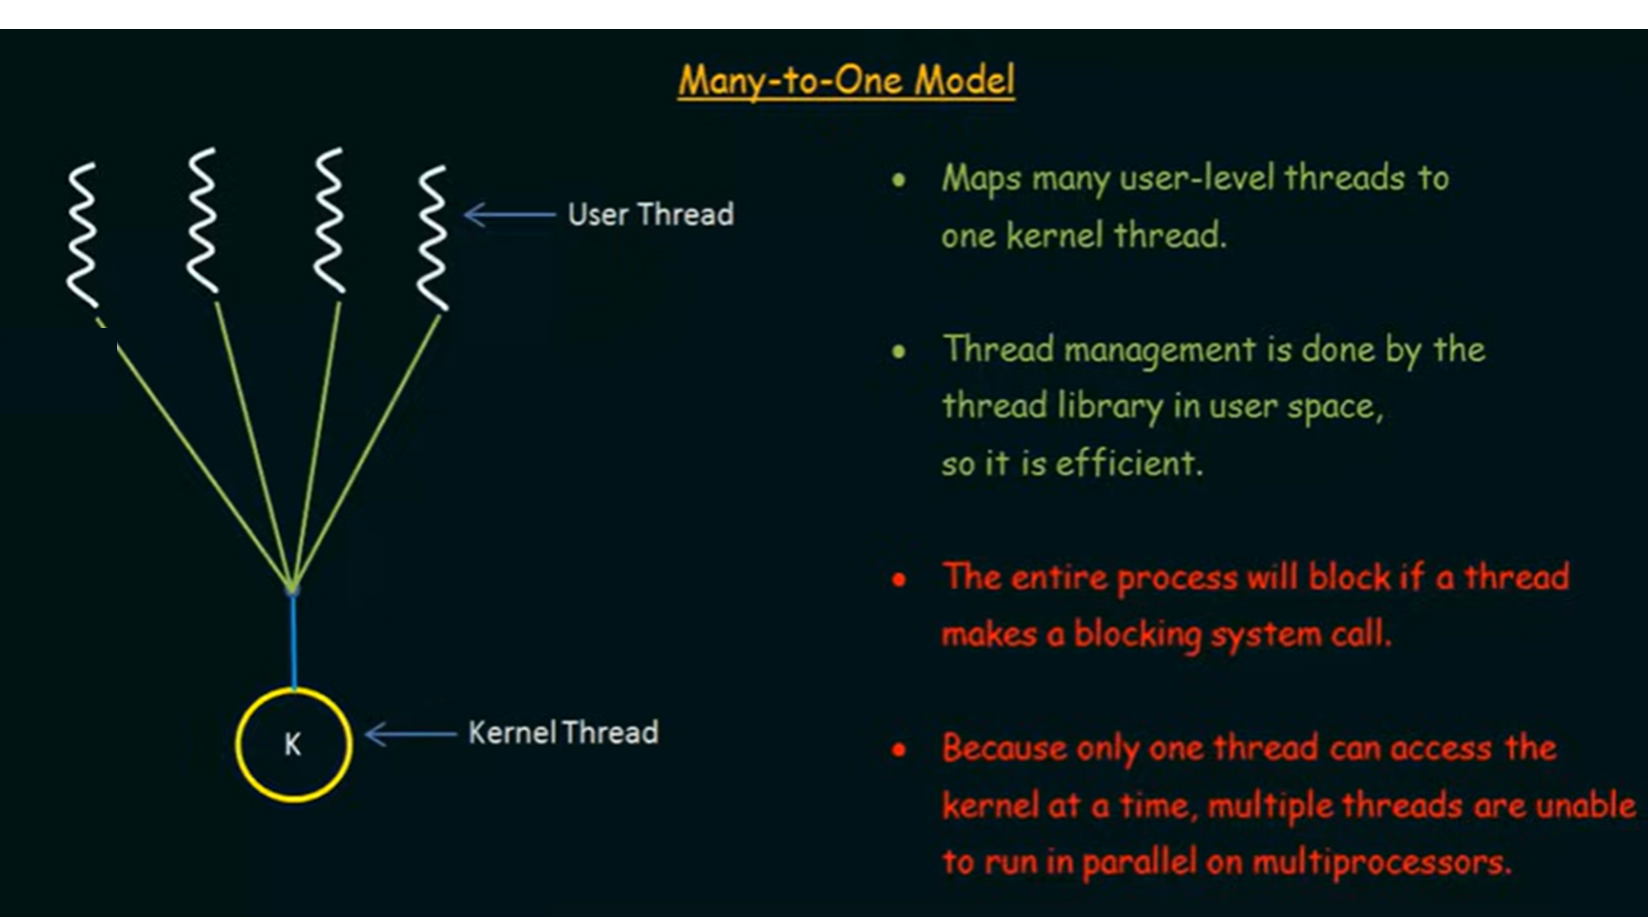 Many-to-One Model
User Thread
Kernel Thread
K
• Maps many user-level threads to
one kernel thread.
• Thread management is done by the
thread library in user space,
so it is efficient.
• The entire process will block if a thread
makes a blocking system call.
• Because only one thread can access the
kernel at a time, multiple threads are unable
to run in parallel on multiprocessors.